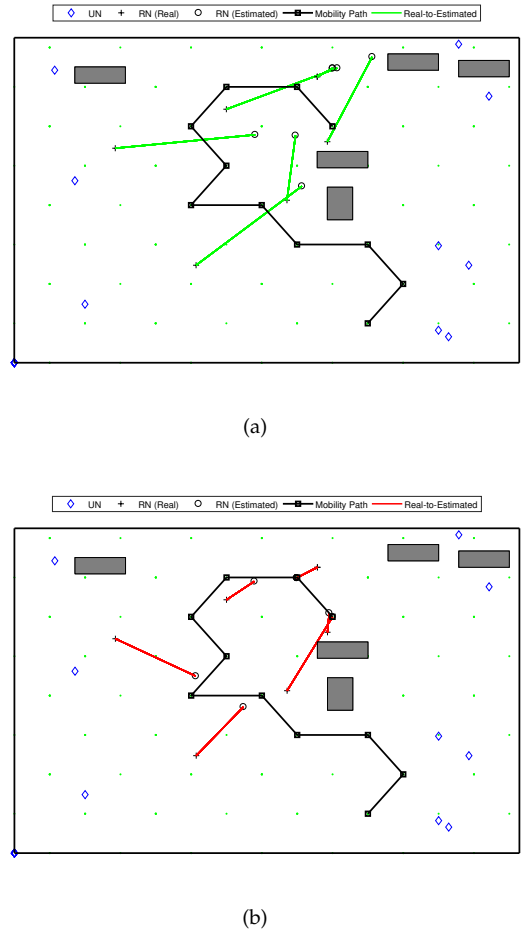 UN RN (Real) RN (Estimated) Mobility Path Real-to-Estimated
(a)
UN RN (Real) RN (Estimated) Mobility Path Real-to-Estimated
(b)